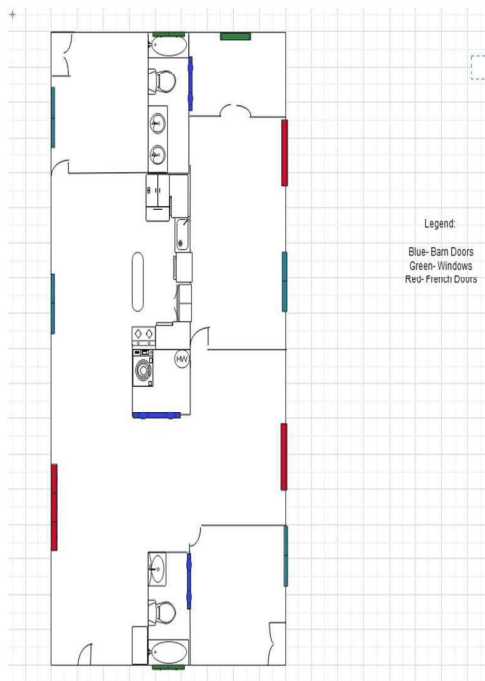 Legend:
Blue- Barn Doors
Green- Windows
Red- French Doors
HW